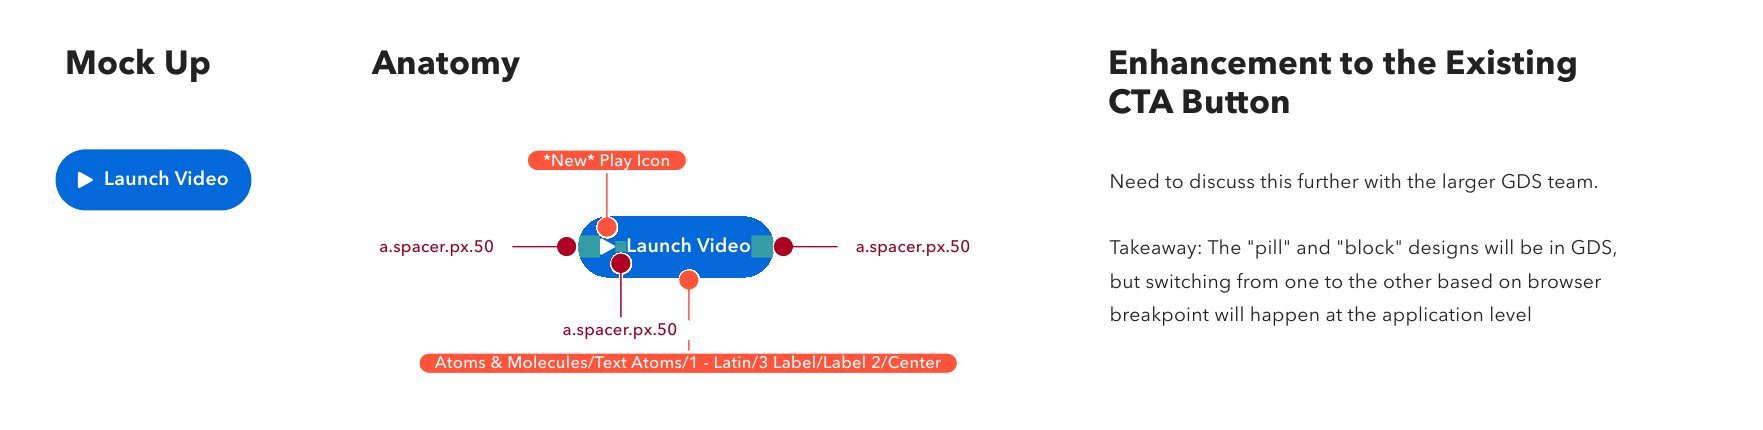 Mock Up
Launch Video
Anatomy
*New* Play Icon
a.spacer.px.50
Launch Video
a.spacer.px.50
a.spacer.px.50
Atoms & Molecules/Text Atoms/1 - Latin/3 Label/Label 2/Center
Enhancement to the Existing
CTA Button
Need to discuss this further with the larger GDS team.
Takeaway: The "pill" and "block" designs will be in GDS,
but switching from one to the other based on browser
breakpoint will happen at the application level